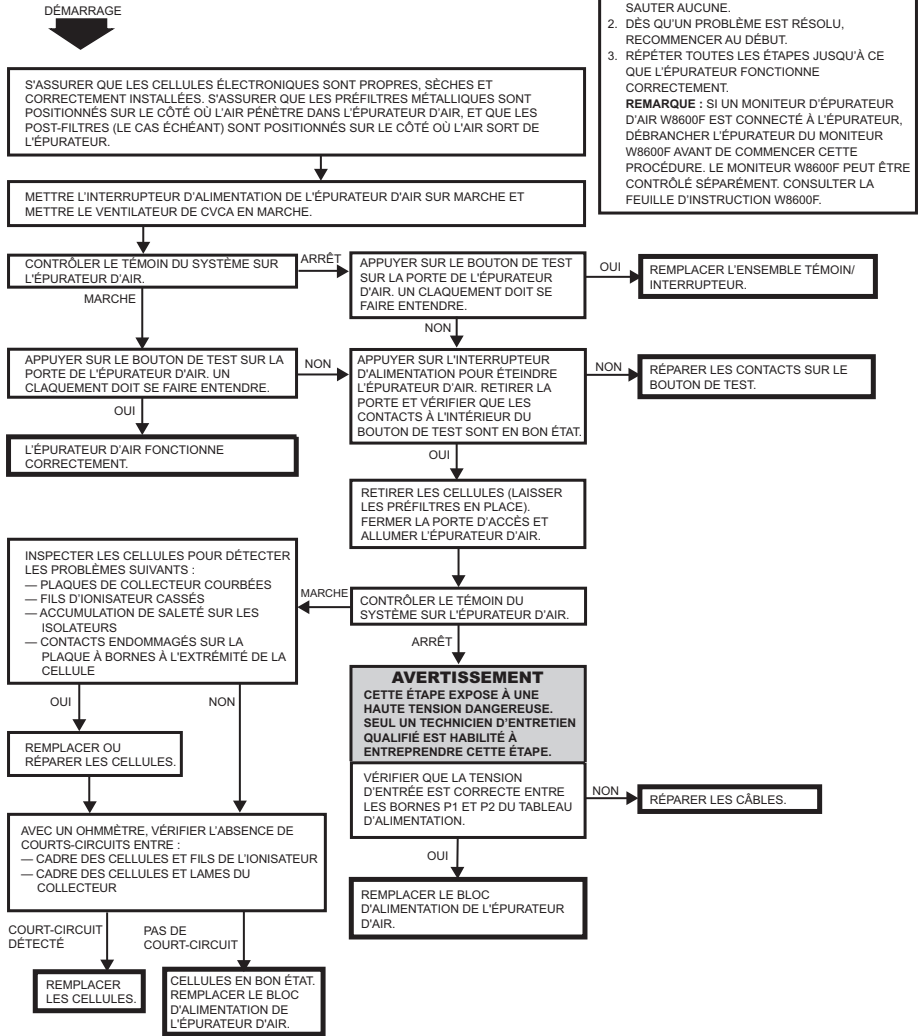 DÉMARRAGE
SAUTER AUCUNE.
2. DÈS QU'UN PROBLÈME EST RÉSOLU,
RECOMMENCER AU DÉBUT.
3. RÉPÉTER TOUTES LES ÉTAPES JUSQU'À CE
QUE L'ÉPURATEUR FONCTIONNE
CORRECTEMENT.
REMARQUE : SI UN MONITEUR D'ÉPURATEUR
D'AIR W8600F EST CONNECTÉ À L'ÉPURATEUR,
DÉBRANCHER L'ÉPURATEUR DU MONITEUR
W8600F AVANT DE COMMENCER CETTE
PROCÉDURE. LE MONITEUR W8600F PEUT ÊTRE
CONTRÔLÉ SÉPARÉMENT. CONSULTER LA
FEUILLE D'INSTRUCTION W8600F.
S'ASSURER QUE LES CELLULES ÉLECTRONIQUES SONT PROPRES, SÈCHES ET
CORRECTEMENT INSTALLÉES. S'ASSURER QUE LES PRÉFILTRES MÉTALLIQUES SONT
POSITIONNÉS SUR LE CÔTÉ OÙ L'AIR PÉNÈTRE DANS L'ÉPURATEUR D'AIR, ET QUE LES
POST-FILTRES (LE CAS ÉCHÉANT) SONT POSITIONNÉS SUR LE CÔTÉ OÙ L'AIR SORT DE
L'ÉPURATEUR.
METTRE L'INTERRUPTEUR D'ALIMENTATION DE L'ÉPURATEUR D'AIR SUR MARCHE ET
METTRE LE VENTILATEUR DE CVCA EN MARCHE.
CONTRÔLER LE TÉMOIN DU SYSTÈME SUR
L'ÉPURATEUR D'AIR.
ARRÊT
APPUYER SUR LE BOUTON DE TEST
SUR LA PORTE DE L'ÉPURATEUR
D'AIR. UN CLAQUEMENT DOIT SE
FAIRE ENTENDRE.
OUI
REMPLACER L'ENSEMBLE TÉMOIN/
INTERRUPTEUR.
MARCHE
NON
APPUYER SUR LE BOUTON DE TEST SUR LA
PORTE DE L'ÉPURATEUR D'AIR. UN
CLAQUEMENT DOIT SE FAIRE ENTENDRE.
NON
APPUYER SUR L'INTERRUPTEUR
D'ALIMENTATION POUR ÉTEINDRE
L'ÉPURATEUR D'AIR. RETIRER LA
PORTE ET VÉRIFIER QUE LES
CONTACTS À L'INTÉRIEUR DU
BOUTON DE TEST SONT EN BON ÉTAT.
NON
RÉPARER LES CONTACTS SUR LE
BOUTON DE TEST.
OUI
L'ÉPURATEUR D'AIR FONCTIONNE
CORRECTEMENT.
OUI
RETIRER LES CELLULES (LAISSER
LES PRÉFILTRES EN PLACE).
FERMER LA PORTE D'ACCÈS ET
ALLUMER L'ÉPURATEUR D'AIR.
INSPECTER LES CELLULES POUR DÉTECTER
LES PROBLÈMES SUIVANTS :
— PLAQUES DE COLLECTEUR COURBÉES
— FILS D'IONISATEUR CASSÉS
— ACCUMULATION DE SALETÉ SUR LES
ISOLATEURS
— CONTACTS ENDOMMAGÉS SUR LA
PLAQUE À BORNES À L'EXTRÉMITÉ DE LA
CELLULE
MARCHE
CONTRÔLER LE TÉMOIN DU
SYSTÈME SUR L'ÉPURATEUR D'AIR.
ARRÊT
AVERTISSEMENT
CETTE ÉTAPE EXPOSE À UNE
HAUTE TENSION DANGEREUSE.
SEUL UN TECHNICIEN D'ENTRETIEN
QUALIFIÉ EST HABILITÉ À
ENTREPRENDRE CETTE ÉTAPE.
VÉRIFIER QUE LA TENSION
D'ENTRÉE EST CORRECTE ENTRE
LES BORNES P1 ET P2 DU TABLEAU
D'ALIMENTATION.
NON
RÉPARER LES CÂBLES.
OUI
REMPLACER LE BLOC
D'ALIMENTATION DE L'ÉPURATEUR
D'AIR.
OUI
NON
REMPLACER OU
RÉPARER LES CELLULES.
AVEC UN OHMMÈTRE, VÉRIFIER L'ABSENCE DE
COURTS-CIRCUITS ENTRE :
— CADRE DES CELLULES ET FILS DE L'IONISATEUR
— CADRE DES CELLULES ET LAMES DU
COLLECTEUR
COURT-CIRCUIT
DÉTECTÉ
PAS DE
COURT-CIRCUIT
REMPLACER
LES CELLULES.
CELLULES EN BON ÉTAT.
REMPLACER LE BLOC
D'ALIMENTATION DE
L'ÉPURATEUR D'AIR.